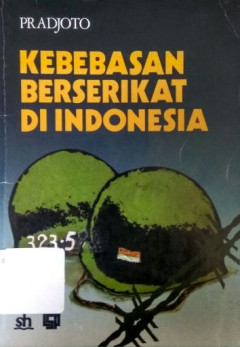 PRADJOTO
KEBEBASAN
BERSERIKAT
DI INDONESIA
323-5
sh